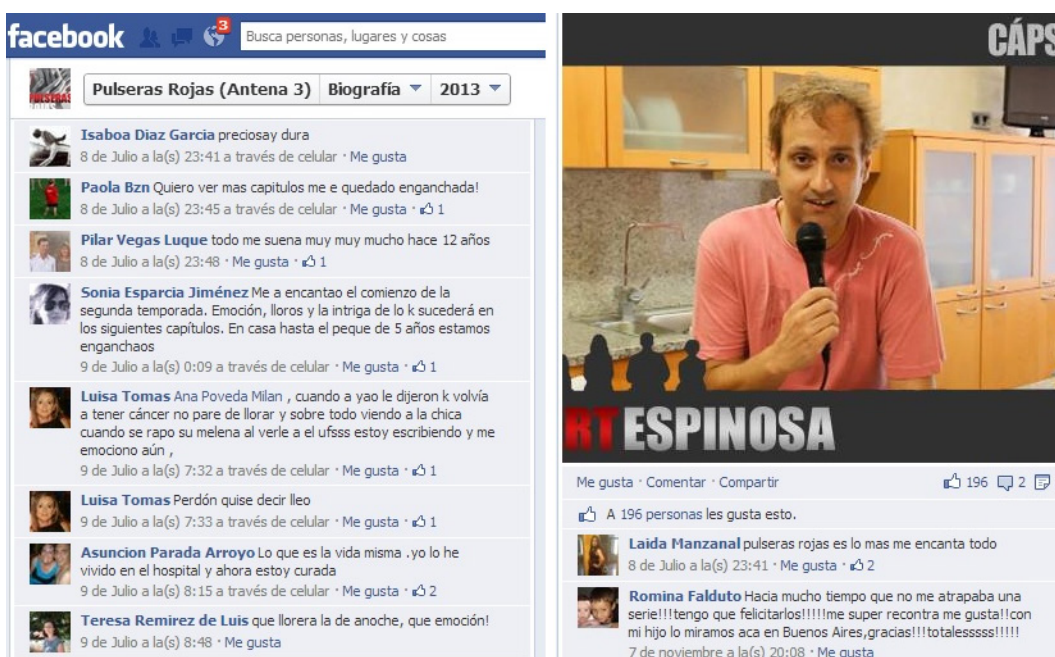 facebook
3
Busca personas, lugares y cosas
Pulseras Rojas (Antena 3) Biografía 2013
PULSERAS
Isaboa Diaz Garcia preciosay dura
8 de Julio a la(s) 23:41 a través de celular · Me gusta
Paola Bzn Quiero ver mas capitulos me e quedado enganchada!
8 de Julio a la(s) 23:45 a través de celular · Me gusta · 1
Pilar Vegas Luque todo me suena muy muy mucho hace 12 años
8 de Julio a la(s) 23:48 · Me gusta · 1
Sonia Esparcia Jiménez Me a encantao el comienzo de la
segunda temporada. Emoción, lloros y la intriga de lo k sucederá en
los siguientes capítulos. En casa hasta el peque de 5 años estamos
enganchaos
9 de Julio a la(s) 0:09 a través de celular · Me gusta · 1
Luisa Tomas Ana Poveda Milan , cuando a yao le dijeron k volvía
a tener cáncer no pare de llorar y sobre todo viendo a la chica
cuando se rapo su melena al verle a el ufsss estoy escribiendo y me
emociono aún ,
9 de Julio a la(s) 7:32 a través de celular · Me gusta · 1
Luisa Tomas Perdón quise decir lleo
9 de Julio a la(s) 7:33 a través de celular · Me gusta · 1
Asuncion Parada Arroyo Lo que es la vida misma .yo lo he
vivido en el hospital y ahora estoy curada
9 de Julio a la(s) 8:15 a través de celular · Me gusta · 2
Teresa Remirez de Luis que llorera la de anoche, que emoción!
9 de Julio a la(s) 8:48 · Me gusta
CÁPS
RT ESPINOSA
Me gusta · Comentar · Compartir 196 2
A 196 personas les gusta esto.
Laida Manzanal pulseras rojas es lo mas me encanta todo
8 de Julio a la(s) 23:41 · Me gusta · 2
Romina Falduto Hacia mucho tiempo que no me atrapaba una
serie!!!tengo que felicitarlos!!!!!me super recontra me gusta!!con
mi hijo lo miramos aca en Buenos Aires,gracias!!!totalesssss!!!!!
7 de noviembre a la(s) 20:08 · Me gusta